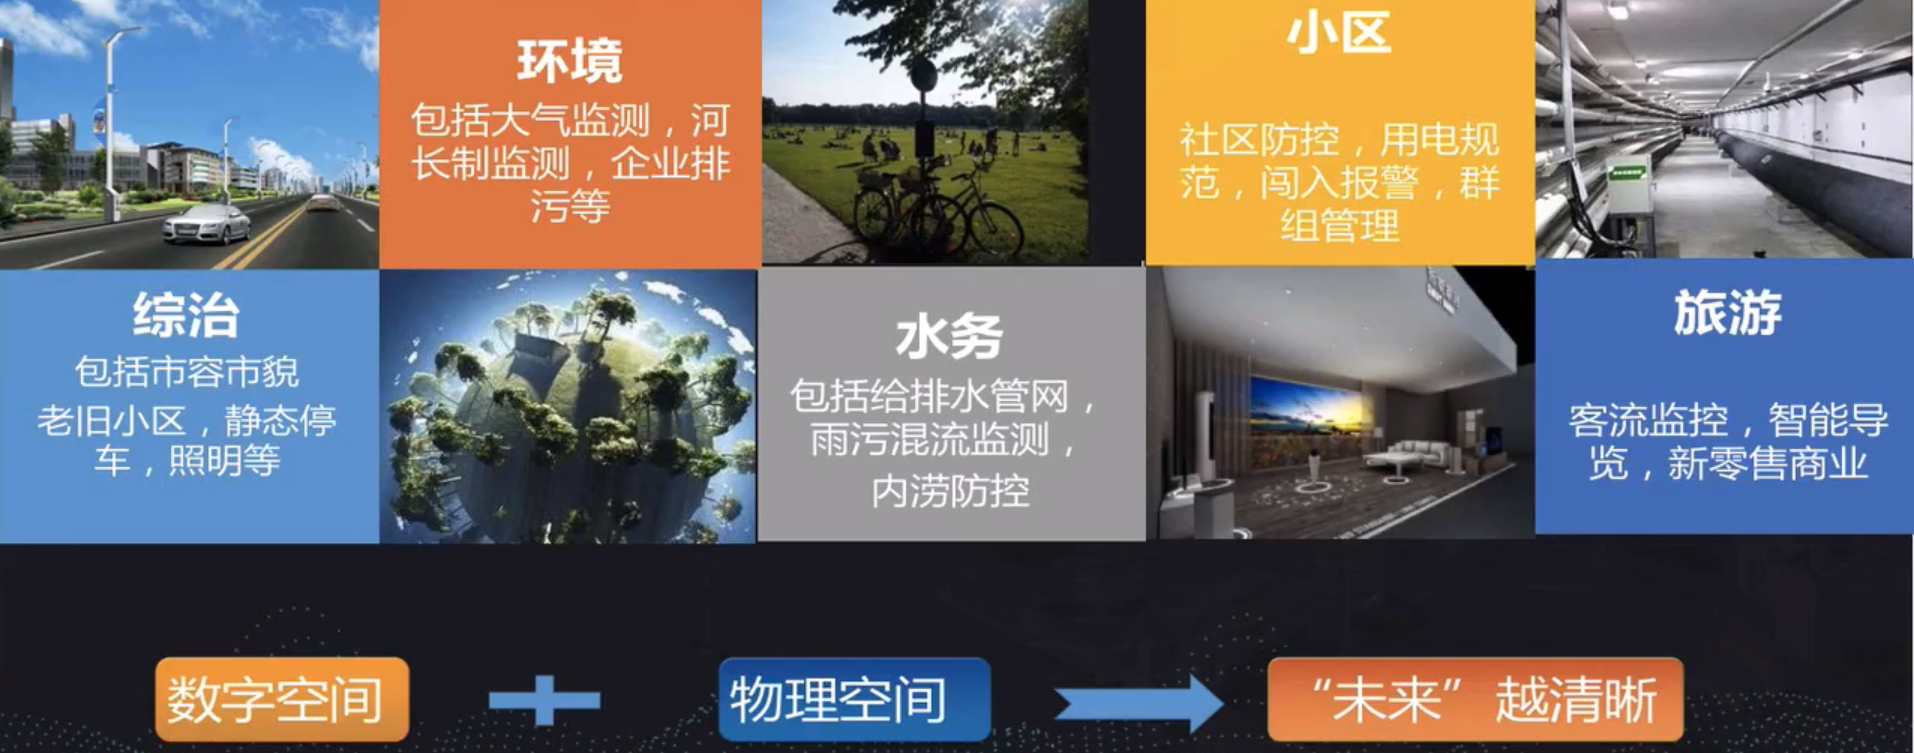 环境
包括大气监测，河
长制监测，企业排
污等
小区
社区防控，用电规
范，闯入报警，群
组管理
综治
包括市容市貌
老旧小区，静态停
车，照明等
水务
包括给排水管网，
雨污混流监测，
内涝防控
旅游
客流监控，智能导
览，新零售商业
数字空间
物理空间
“未来”越清晰